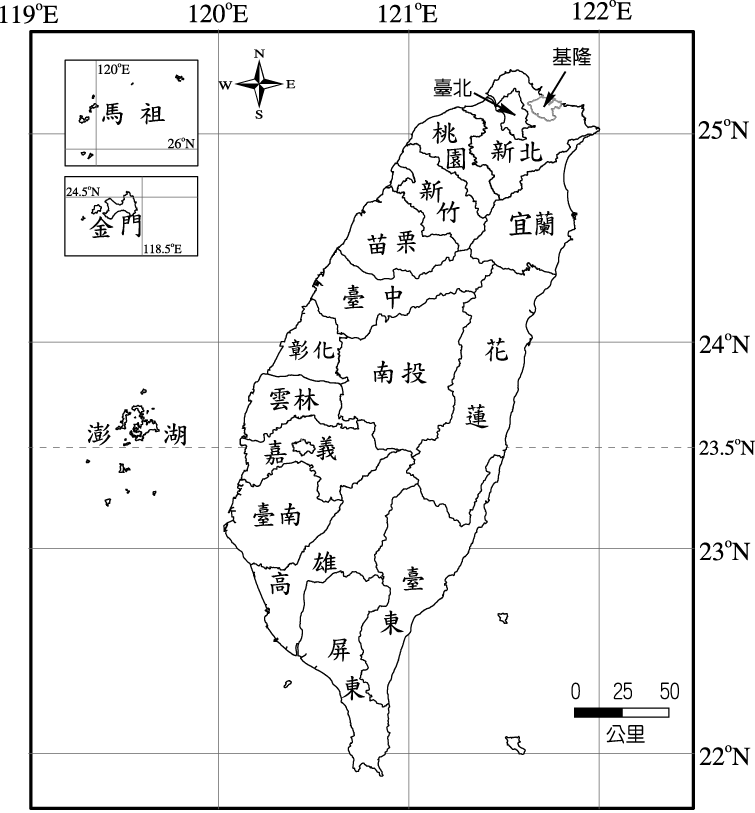 119°E 120°E 121°E 122°E
120°E
馬祖
26°N
24.5°N
金門
118.5°E
N
W E
S
基隆
臺北
25°N
桃園
新北
新竹
宜蘭
苗栗
臺中
24°N
彰化
花蓮
南投
雲林
澎湖
嘉義
23.5°N
臺南
23°N
高雄
臺東
屏東
0 25 50
公里
22°N